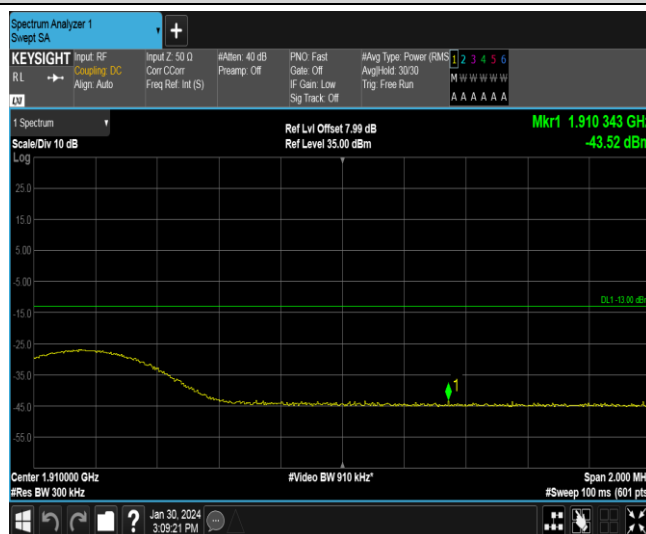 Spectrum Analyzer 1
Swept SA
+
KEYSIGHT Input: RF Input Z: 50 Ω #Atten: 40 dB PNO: Fast #Avg Type: Power (RMS 1 2 3 4 5 6
RL Coupling: DC Corr CCorr Preamp: Off Gate: Off Avg|Hold: 30/30 M W W W W W
Align: Auto Freq Ref: Int (S) IF Gain: Low Trig: Free Run
Sig Track: Off A A A A A A
LXI
1 Spectrum Ref Lvl Offset 7.99 dB Mkr1 1.910 343 GHz
Scale/Div 10 dB Ref Level 35.00 dBm -43.52 dBm
Log
25.0
15.0
5.00
-5.00
DL1 -13.00 dBm
-15.0
-25.0
-35.0
1
-45.0
-55.0
Center 1.910000 GHz #Video BW 910 kHz* Span 2.000 MHz
#Res BW 300 kHz #Sweep 100 ms (601 pts)
? Jan 30, 2024
3:09:21 PM